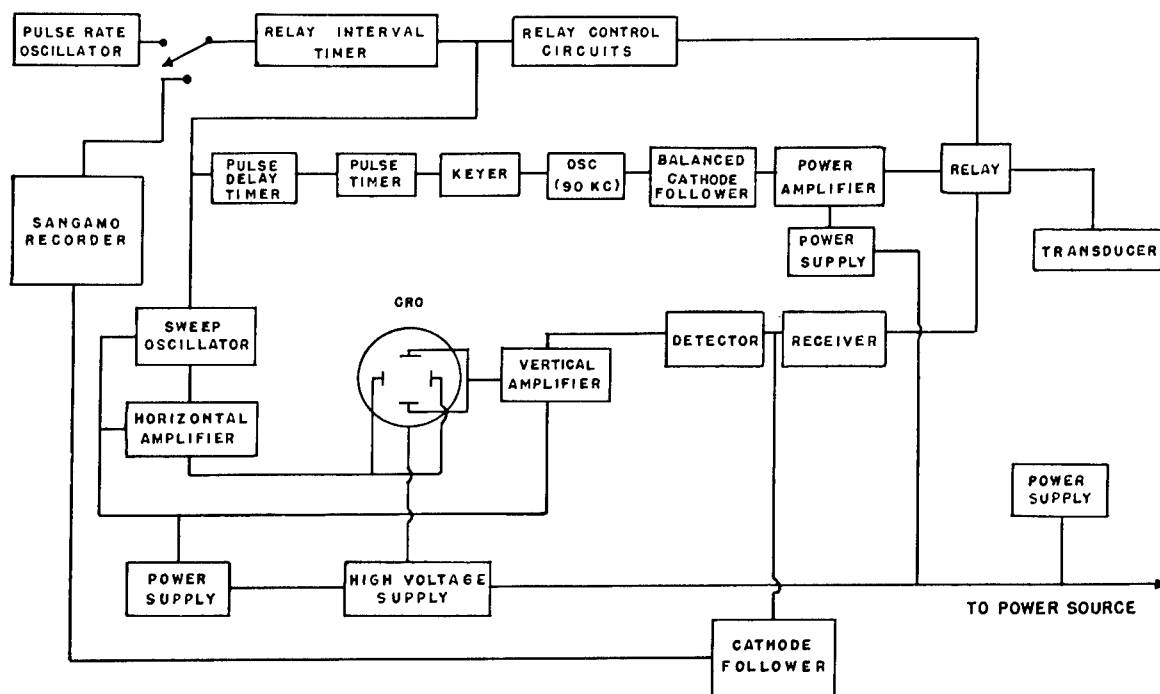 PULSE RATE
OSCILLATOR
RELAY INTERVAL
TIMER
RELAY CONTROL
CIRCUITS
PULSE
DELAY
TIMER
PULSE
TIMER
KEYER
OSC
(90 KC)
BALANCED
CATHODE
FOLLOWER
POWER
AMPLIFIER
RELAY
SANGAMO
RECORDER
POWER
SUPPLY
TRANSDUCER
CRO
SWEEP
OSCILLATOR
VERTICAL
AMPLIFIER
DETECTOR
RECEIVER
HORIZONTAL
AMPLIFIER
POWER
SUPPLY
POWER
SUPPLY
HIGH VOLTAGE
SUPPLY
TO POWER SOURCE
CATHODE
FOLLOWER